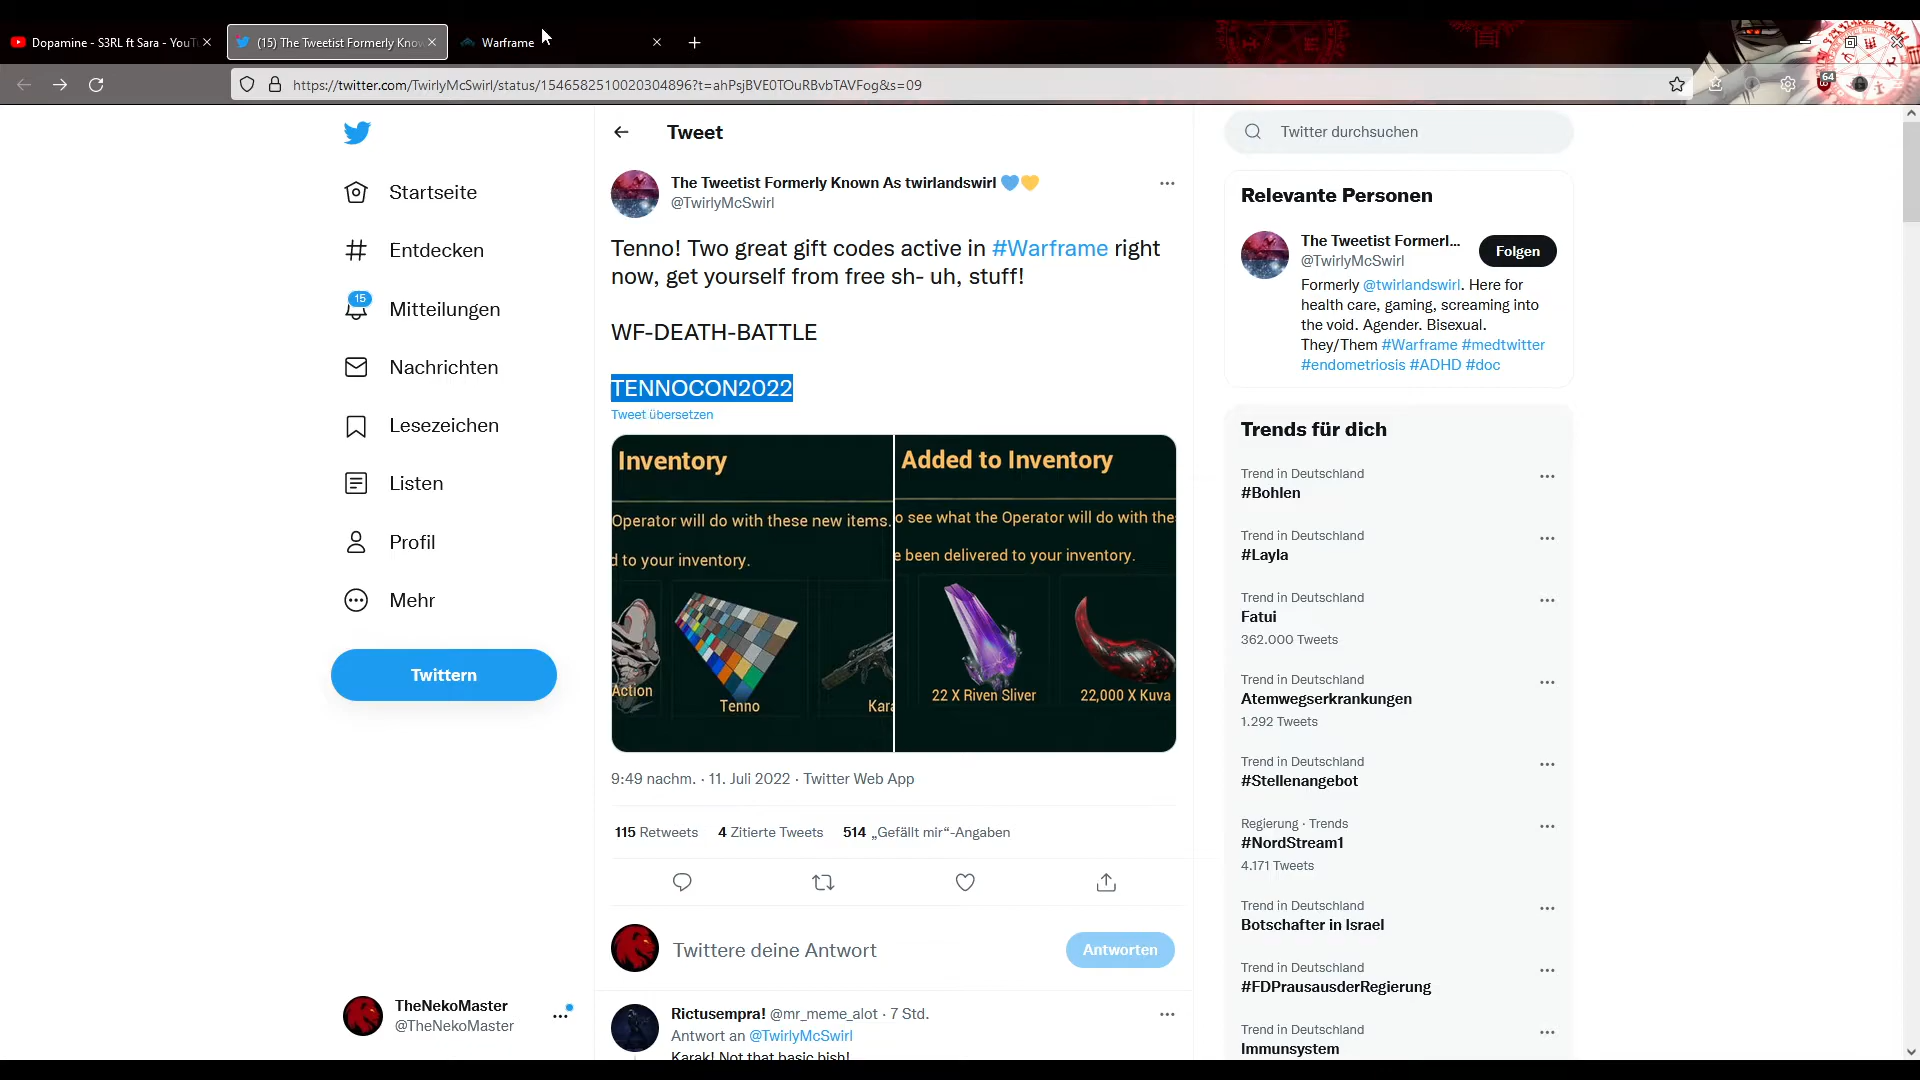 Dopamine - S3RL ft Sara - YouT
(15) The Tweetist Formerly Know
Warframe
https://twitter.com/TwirlyMcSwirl/status/1546582510020304896?t=ahPsjBVE0TOuRBvbTAVFog&s=09
64
Startseite
Entdecken
15
Mitteilungen
Nachrichten
Lesezeichen
Listen
Profil
Mehr
Twittern
TheNekoMaster
@TheNekoMaster
Tweet
The Tweetist Formerly Known As twirlandswirl
@TwirlyMcSwirl
Tenno! Two great gift codes active in #Warframe right
now, get yourself from free sh- uh, stuff!
WF-DEATH-BATTLE
TENNOCON2022
Tweet übersetzen
Inventory
Operator will do with these new items.
d to your inventory.
Action
Tenno
Kara
Added to Inventory
o see what the Operator will do with the
e been delivered to your inventory.
22 X Riven Sliver
22,000 X Kuva
9:49 nachm. · 11. Juli 2022 · Twitter Web App
115 Retweets 4 Zitierte Tweets 514 „Gefällt mir“-Angaben
Twittere deine Antwort
Antworten
Rictusempra! @mr_meme_alot · 7 Std.
Antwort an @TwirlyMcSwirl
Karak! Not that basic bish!
Twitter durchsuchen
Relevante Personen
The Tweetist Formerl...
@TwirlyMcSwirl
Folgen
Formerly @twirlandswirl. Here for
health care, gaming, screaming into
the void. Agender. Bisexual.
They/Them #Warframe #medtwitter
#endometriosis #ADHD #doc
Trends für dich
Trend in Deutschland
#Bohlen
Trend in Deutschland
#Layla
Trend in Deutschland
Fatui
362.000 Tweets
Trend in Deutschland
Atemwegserkrankungen
1.292 Tweets
Trend in Deutschland
#Stellenangebot
Regierung · Trends
#NordStream1
4.171 Tweets
Trend in Deutschland
Botschafter in Israel
Trend in Deutschland
#FDPrausausderRegierung
Trend in Deutschland
Immunsystem